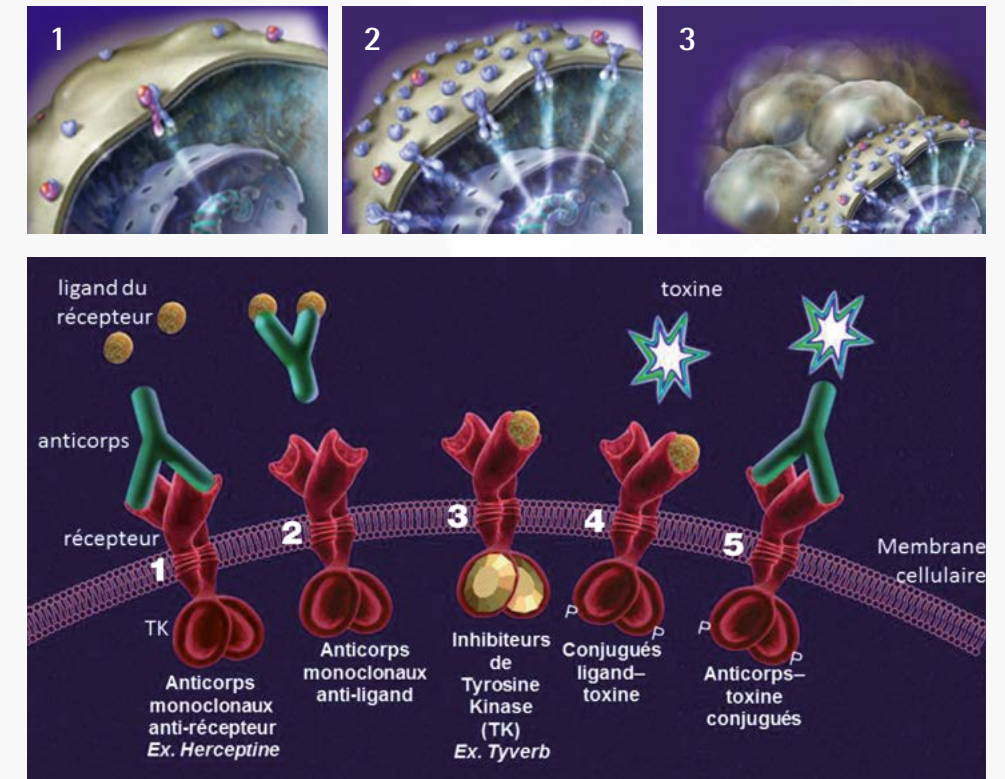 1
2
3
ligand du
récepteur
toxine
anticorps
récepteur
1
2
3
4
5
Membrane
cellulaire
TK
P
P
P
P
Anticorps
monoclonaux
anti-récepteur
Ex. Herceptine
Anticorps
monoclonaux
anti-ligand
Inhibiteurs
de
Tyrosine
Kinase
(TK)
Ex. Tyverb
Conjugués
ligand–
toxine
Anticorps–
toxine
conjugués